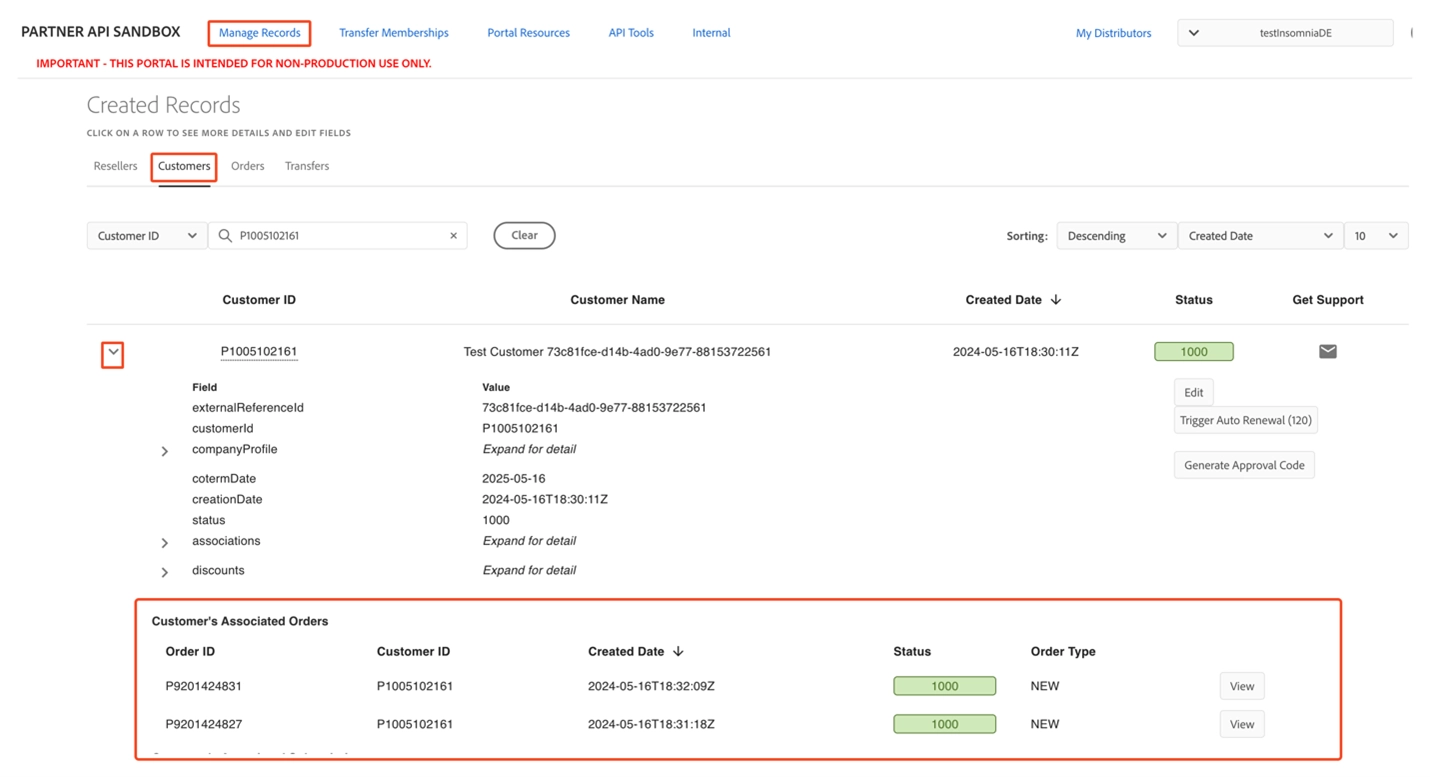 PARTNER API SANDBOX Manage Records Transfer Memberships Portal Resources API Tools Internal My Distributors testInsomniaDE
IMPORTANT - THIS PORTAL IS INTENDED FOR NON-PRODUCTION USE ONLY.
Created Records
CLICK ON A ROW TO SEE MORE DETAILS AND EDIT FIELDS
Resellers Customers Orders Transfers
Customer ID P1005102161 Clear Sorting: Descending Created Date 10
Customer ID Customer Name Created Date Status Get Support
P1005102161 Test Customer 73c81fce-d14b-4ad0-9e77-88153722561 2024-05-16T18:30:11Z 1000
Field Value
Edit
externalReferenceId 73c81fce-d14b-4ad0-9e77-88153722561
Trigger Auto Renewal (120)
customerId P1005102161
companyProfile Expand for detail
Generate Approval Code
cotermDate 2025-05-16
creationDate 2024-05-16T18:30:11Z
status 1000
associations Expand for detail
discounts Expand for detail
Customer's Associated Orders
Order ID Customer ID Created Date Status Order Type
P9201424831 P1005102161 2024-05-16T18:32:09Z 1000 NEW View
P9201424827 P1005102161 2024-05-16T18:31:18Z 1000 NEW View